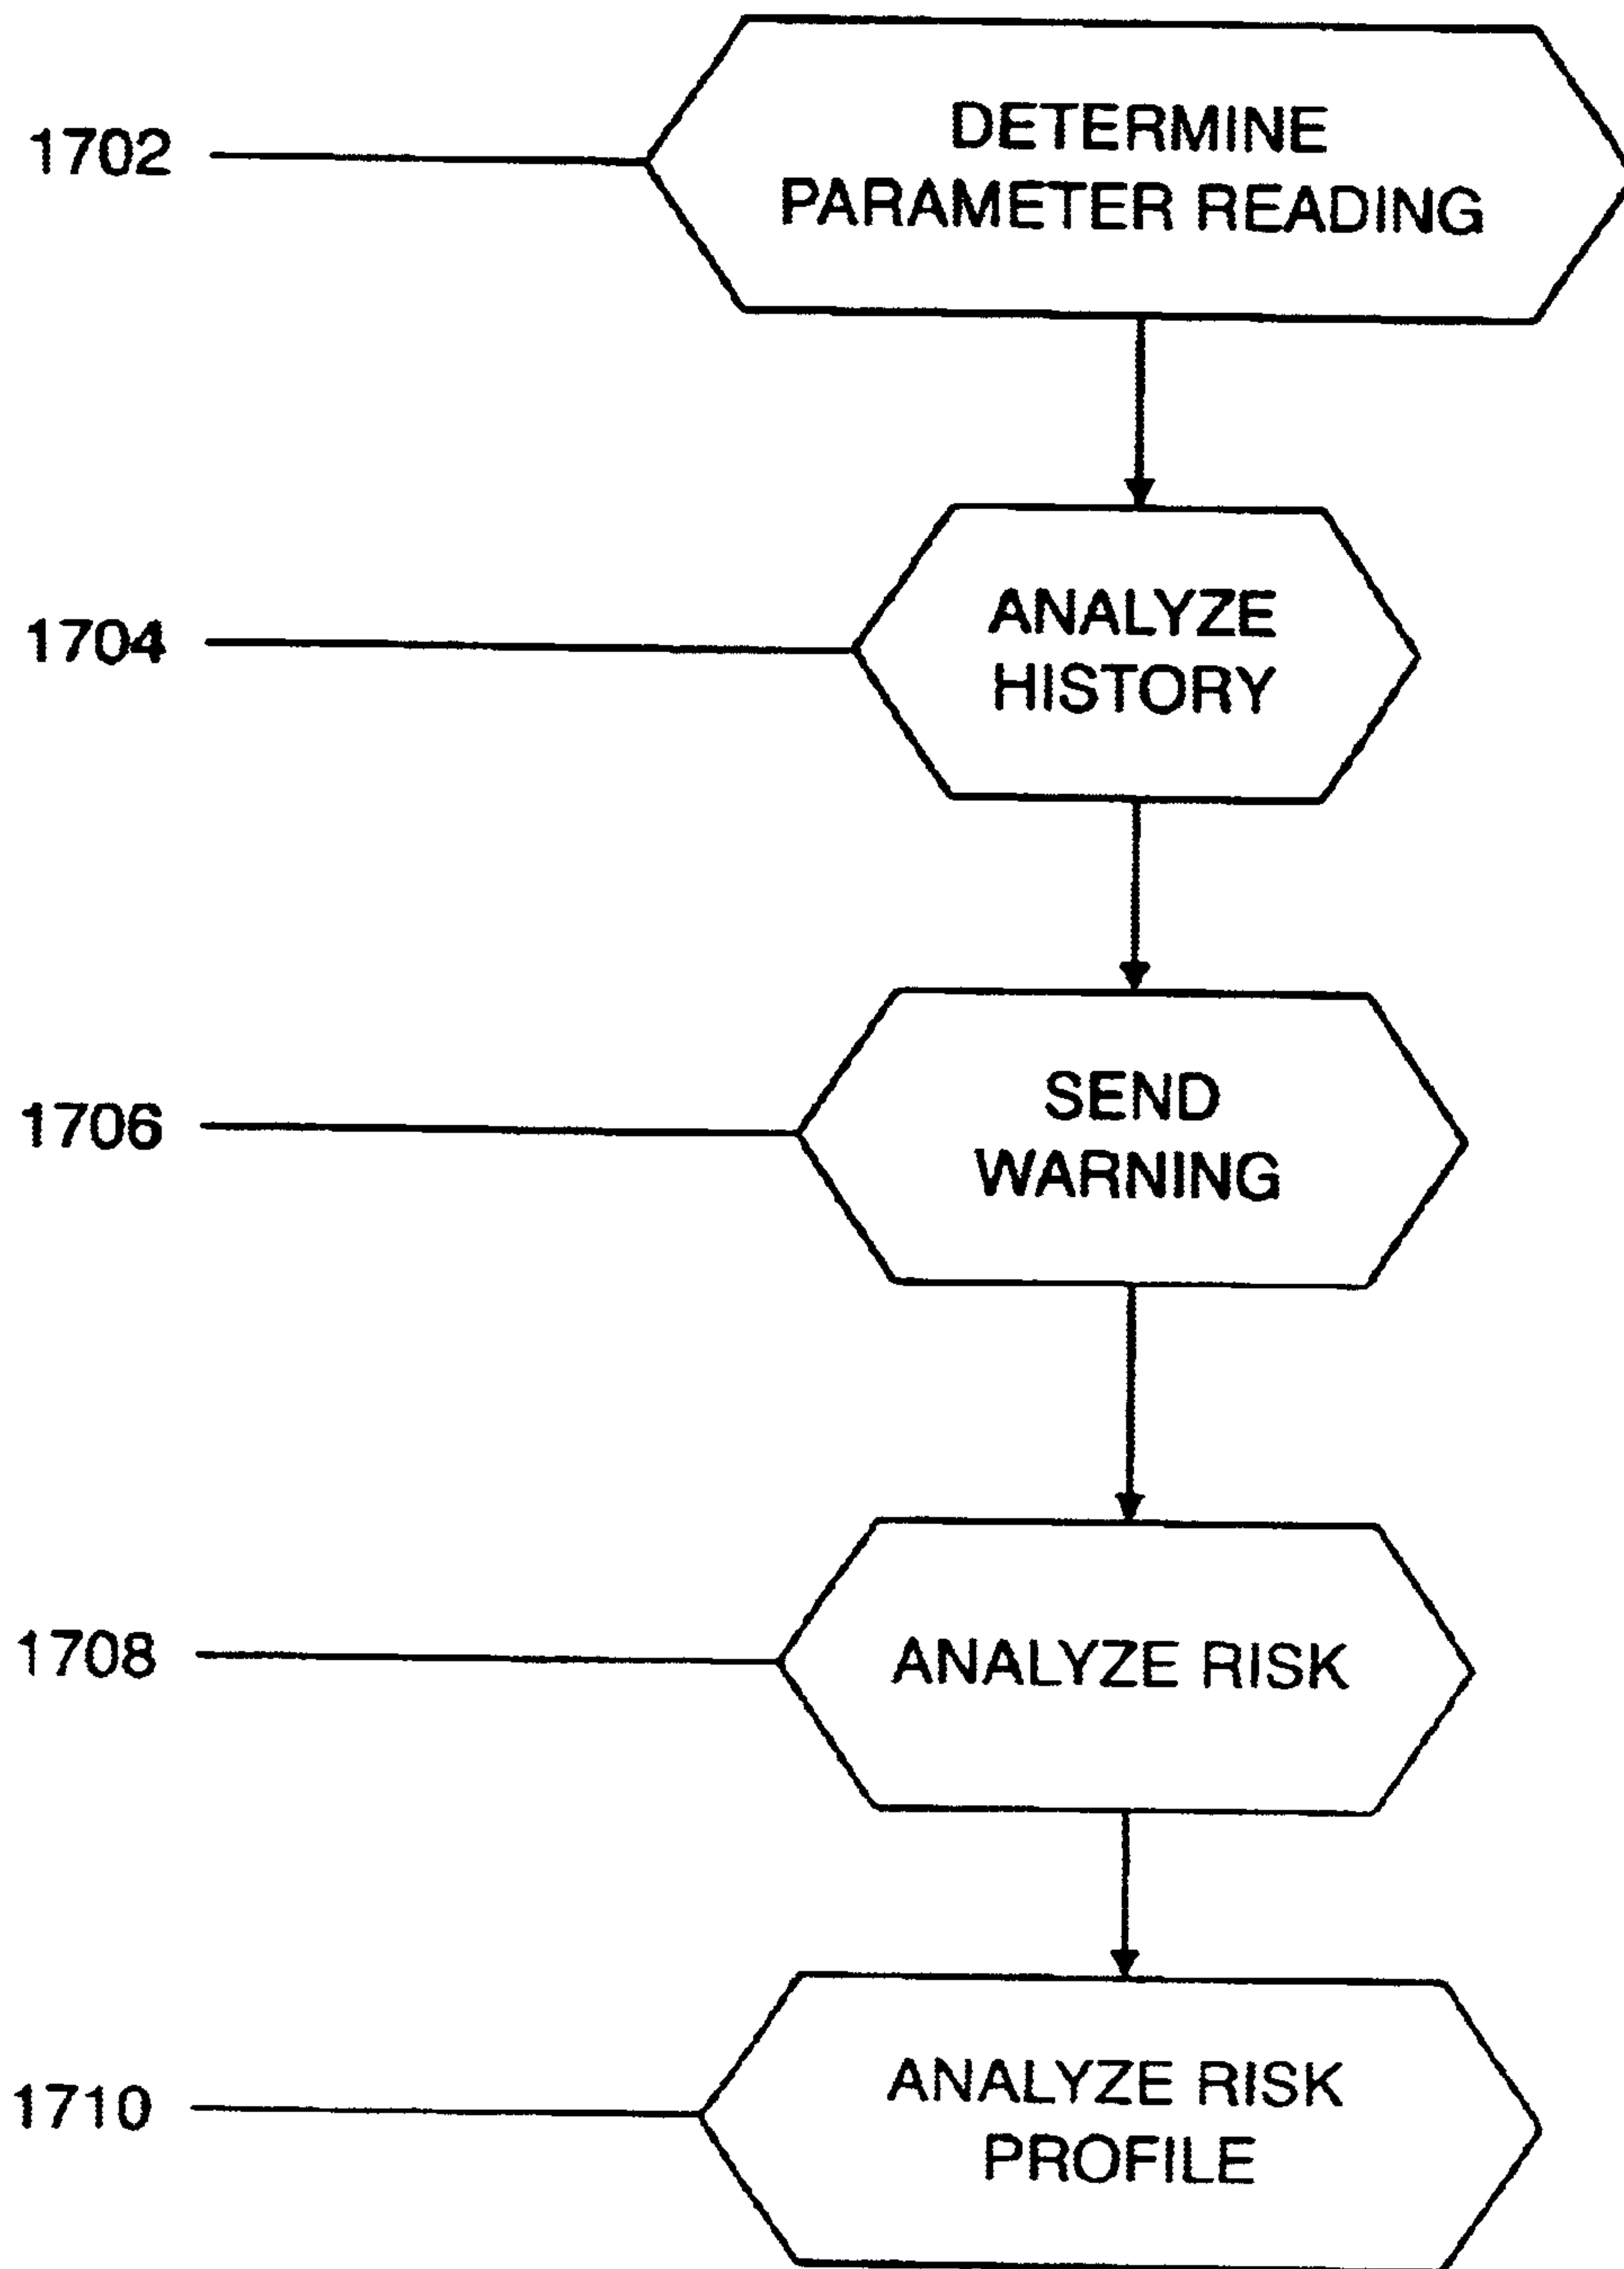 1702
DETERMINE
PARAMETER READING
1704
ANALYZE
HISTORY
1706
SEND
WARNING
1708
ANALYZE RISK
1710
ANALYZE RISK
PROFILE